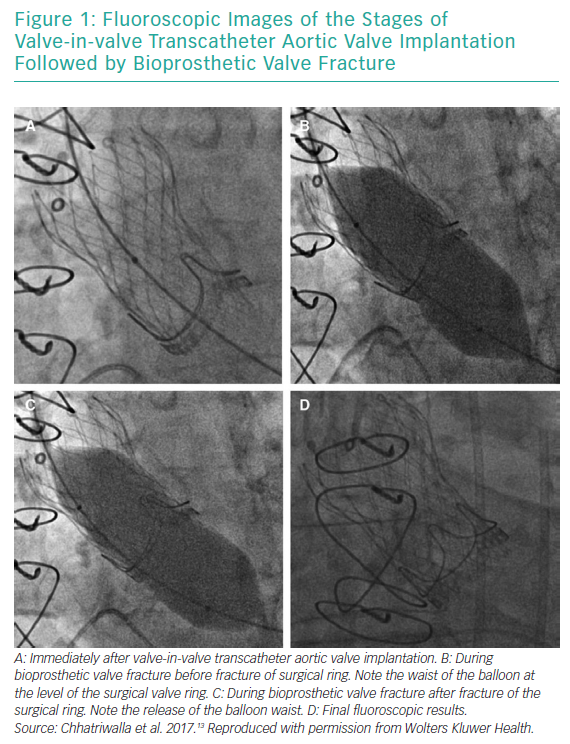 Figure 1: Fluoroscopic Images of the Stages of
Valve-in-valve Transcatheter Aortic Valve Implantation
Followed by Bioprosthetic Valve Fracture
A
B
C
D
A: Immediately after valve-in-valve transcatheter aortic valve implantation. B: During
bioprosthetic valve fracture before fracture of surgical ring. Note the waist of the balloon at
the level of the surgical valve ring. C: During bioprosthetic valve fracture after fracture of the
surgical ring. Note the release of the balloon waist. D: Final fluoroscopic results.
Source: Chhatriwalla et al. 2017.¹³ Reproduced with permission from Wolters Kluwer Health.